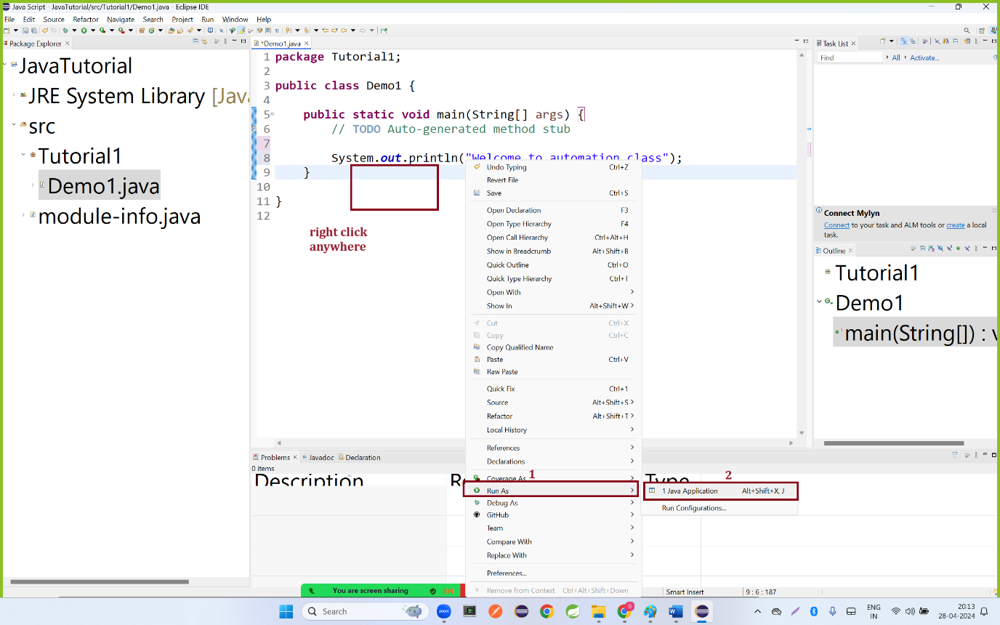 Java Script - JavaTutorial/src/Tutorial1/Demo1.java - Eclipse IDE
File Edit Source Refactor Navigate Search Project Run Window Help
Package Explorer
JavaTutorial
JRE System Library [Java
src
Tutorial1
Demo1.java
module-info.java
*Demo1.java
1 package Tutorial1;
2
3 public class Demo1 {
4
5 public static void main(String[] args) {
6 // TODO Auto-generated method stub
7
8 System.out.println("Welcome to automation class");
9 }
10
11 }
12
right click
anywhere
Undo Typing Ctrl+Z
Revert File
Save Ctrl+S
Open Declaration F3
Open Type Hierarchy F4
Open Call Hierarchy Ctrl+Alt+H
Show in Breadcrumb Alt+Shift+B
Quick Outline Ctrl+O
Quick Type Hierarchy Ctrl+T
Open With
Show In Alt+Shift+W
Cut Ctrl+X
Copy Ctrl+C
Copy Qualified Name
Paste Ctrl+V
Raw Paste
Quick Fix Ctrl+1
Source Alt+Shift+S
Refactor Alt+Shift+T
Local History
References
Declarations
Coverage As 1
Run As
Debug As
GitHub
Team
Compare With
Replace With
Preferences...
Remove from Context Ctrl+Alt+Shift+Down
2
1 Java Application Alt+Shift+X, J
Run Configurations...
Task List
Find All Activate...
Connect Mylyn
Connect to your task and ALM tools or create a local
task.
Outline
Tutorial1
Demo1
main(String[]) : v
Problems Javadoc Declaration
0 items
Description Re Type
You are screen sharing EN
Smart Insert 9 : 6 : 187
Search
zoom
S
ENG
IN
20:13
28-04-2024